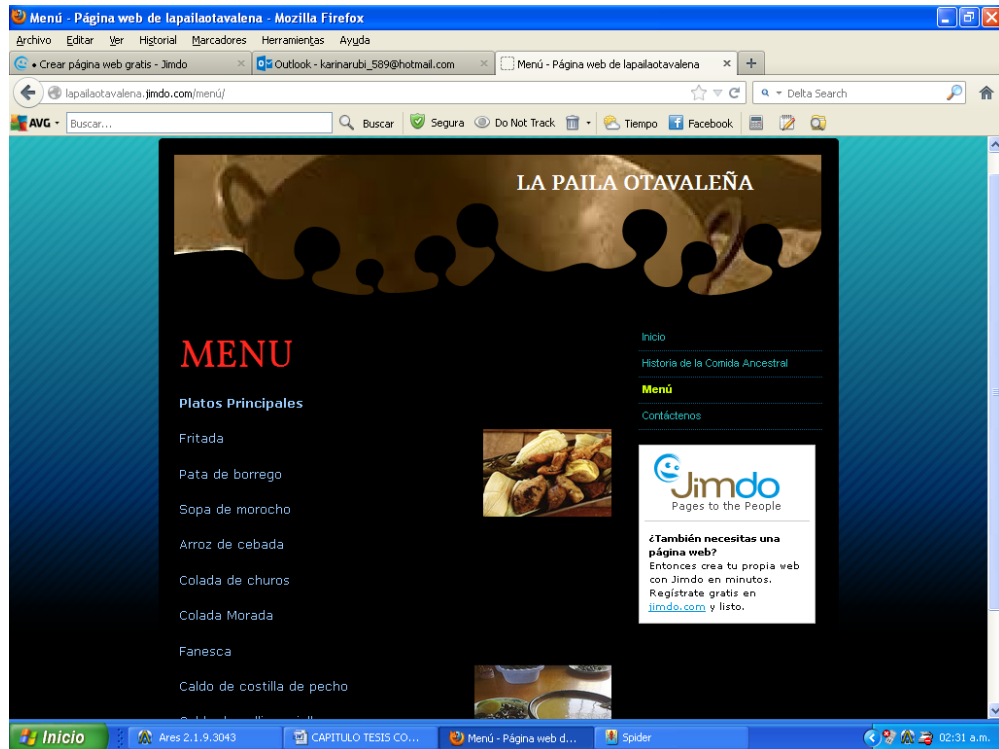 Menú - Página web de lapailaotavalena - Mozilla Firefox
Archivo Editar Ver Historial Marcadores Herramientas Ayuda
• Crear página web gratis - Jimdo × Outlook - karinarubi_589@hotmail.com × Menú - Página web de lapailaotavalena × +
lapailaotavalena.jimdo.com/menú/ Delta Search
AVG Buscar... Buscar Segura Do Not Track Tiempo Facebook
LA PAILA OTAVALEÑA
MENU
Platos Principales
Fritada
Pata de borrego
Sopa de morocho
Arroz de cebada
Colada de churos
Colada Morada
Fanesca
Caldo de costilla de pecho
Inicio
Historia de la Comida Ancestral
Menú
Contáctenos
Jimdo
Pages to the People
¿También necesitas una
página web?
Entonces crea tu propia web
con Jimdo en minutos.
Regístrate gratis en
jimdo.com y listo.
Inicio Ares 2.1.9.3043 CAPITULO TESIS CO... Menú - Página web d... Spider 02:31 a.m.